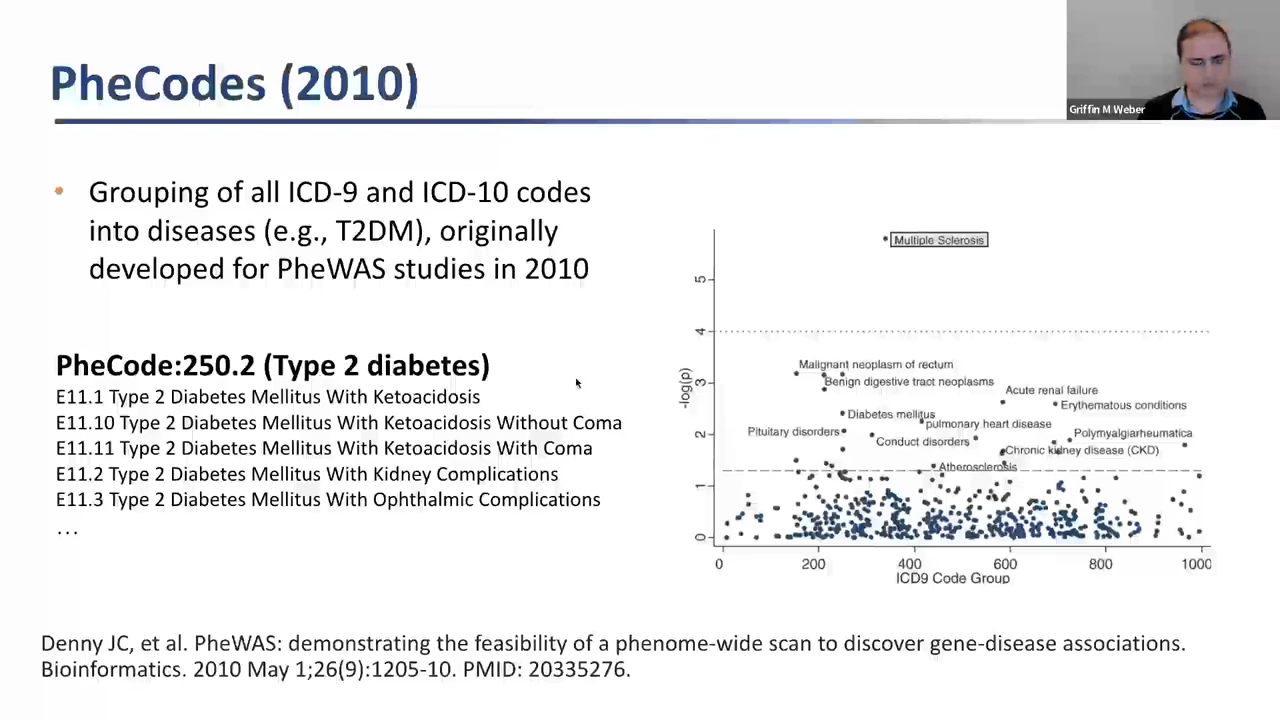 PheCodes (2010)
Griffin M Weber
• Grouping of all ICD-9 and ICD-10 codes
into diseases (e.g., T2DM), originally
developed for PheWAS studies in 2010
PheCode:250.2 (Type 2 diabetes)
E11.1 Type 2 Diabetes Mellitus With Ketoacidosis
E11.10 Type 2 Diabetes Mellitus With Ketoacidosis Without Coma
E11.11 Type 2 Diabetes Mellitus With Ketoacidosis With Coma
E11.2 Type 2 Diabetes Mellitus With Kidney Complications
E11.3 Type 2 Diabetes Mellitus With Ophthalmic Complications
…
Multiple Sclerosis
Malignant neoplasm of rectum
Benign digestive tract neoplasms
Acute renal failure
Erythematous conditions
Diabetes mellitus
pulmonary heart disease
Pituitary disorders
Conduct disorders
Polymyalgiarheumatica
Chronic kidney disease (CKD)
Atherosclerosis
-log(p)
5
4
3
2
1
0
0 200 400 600 800 1000
ICD9 Code Group
Denny JC, et al. PheWAS: demonstrating the feasibility of a phenome-wide scan to discover gene-disease associations.
Bioinformatics. 2010 May 1;26(9):1205-10. PMID: 20335276.